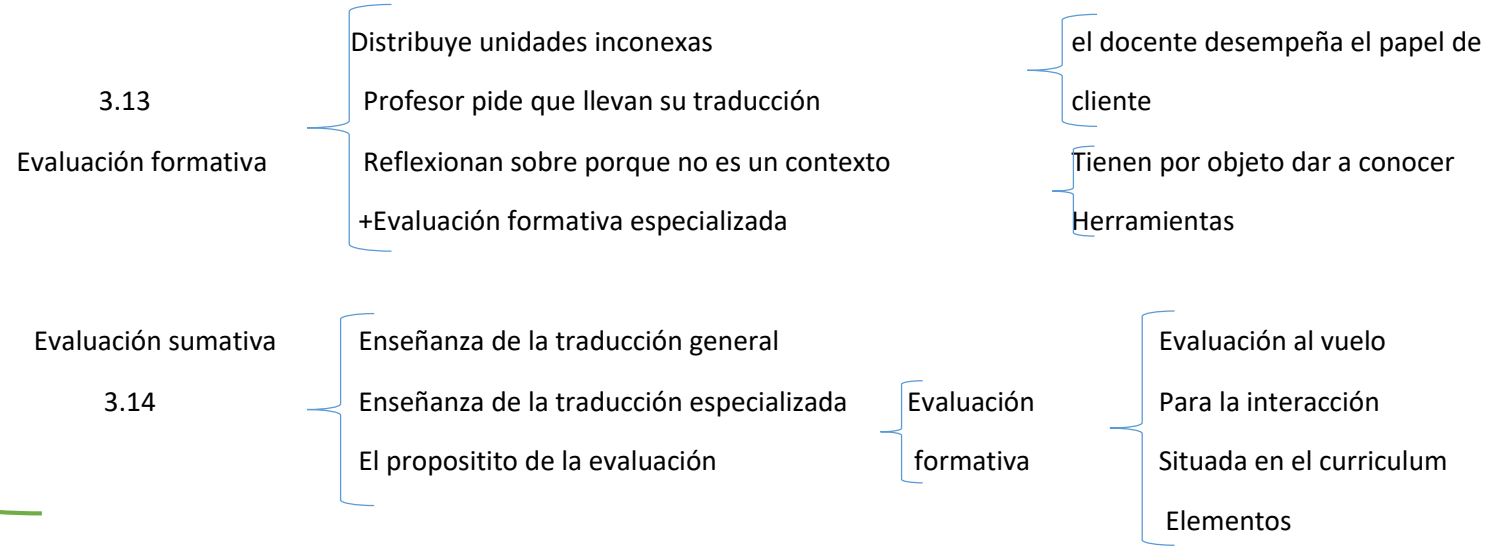 Distribuye unidades inconexas
el docente desempeña el papel de
3.13
Profesor pide que llevan su traducción
cliente
Evaluación formativa
Reflexionan sobre porque no es un contexto
Tienen por objeto dar a conocer
+Evaluación formativa especializada
Herramientas
Evaluación sumativa
Enseñanza de la traducción general
Evaluación al vuelo
3.14
Enseñanza de la traducción especializada
Evaluación
Para la interacción
El propositito de la evaluación
formativa
Situada en el curriculum
Elementos